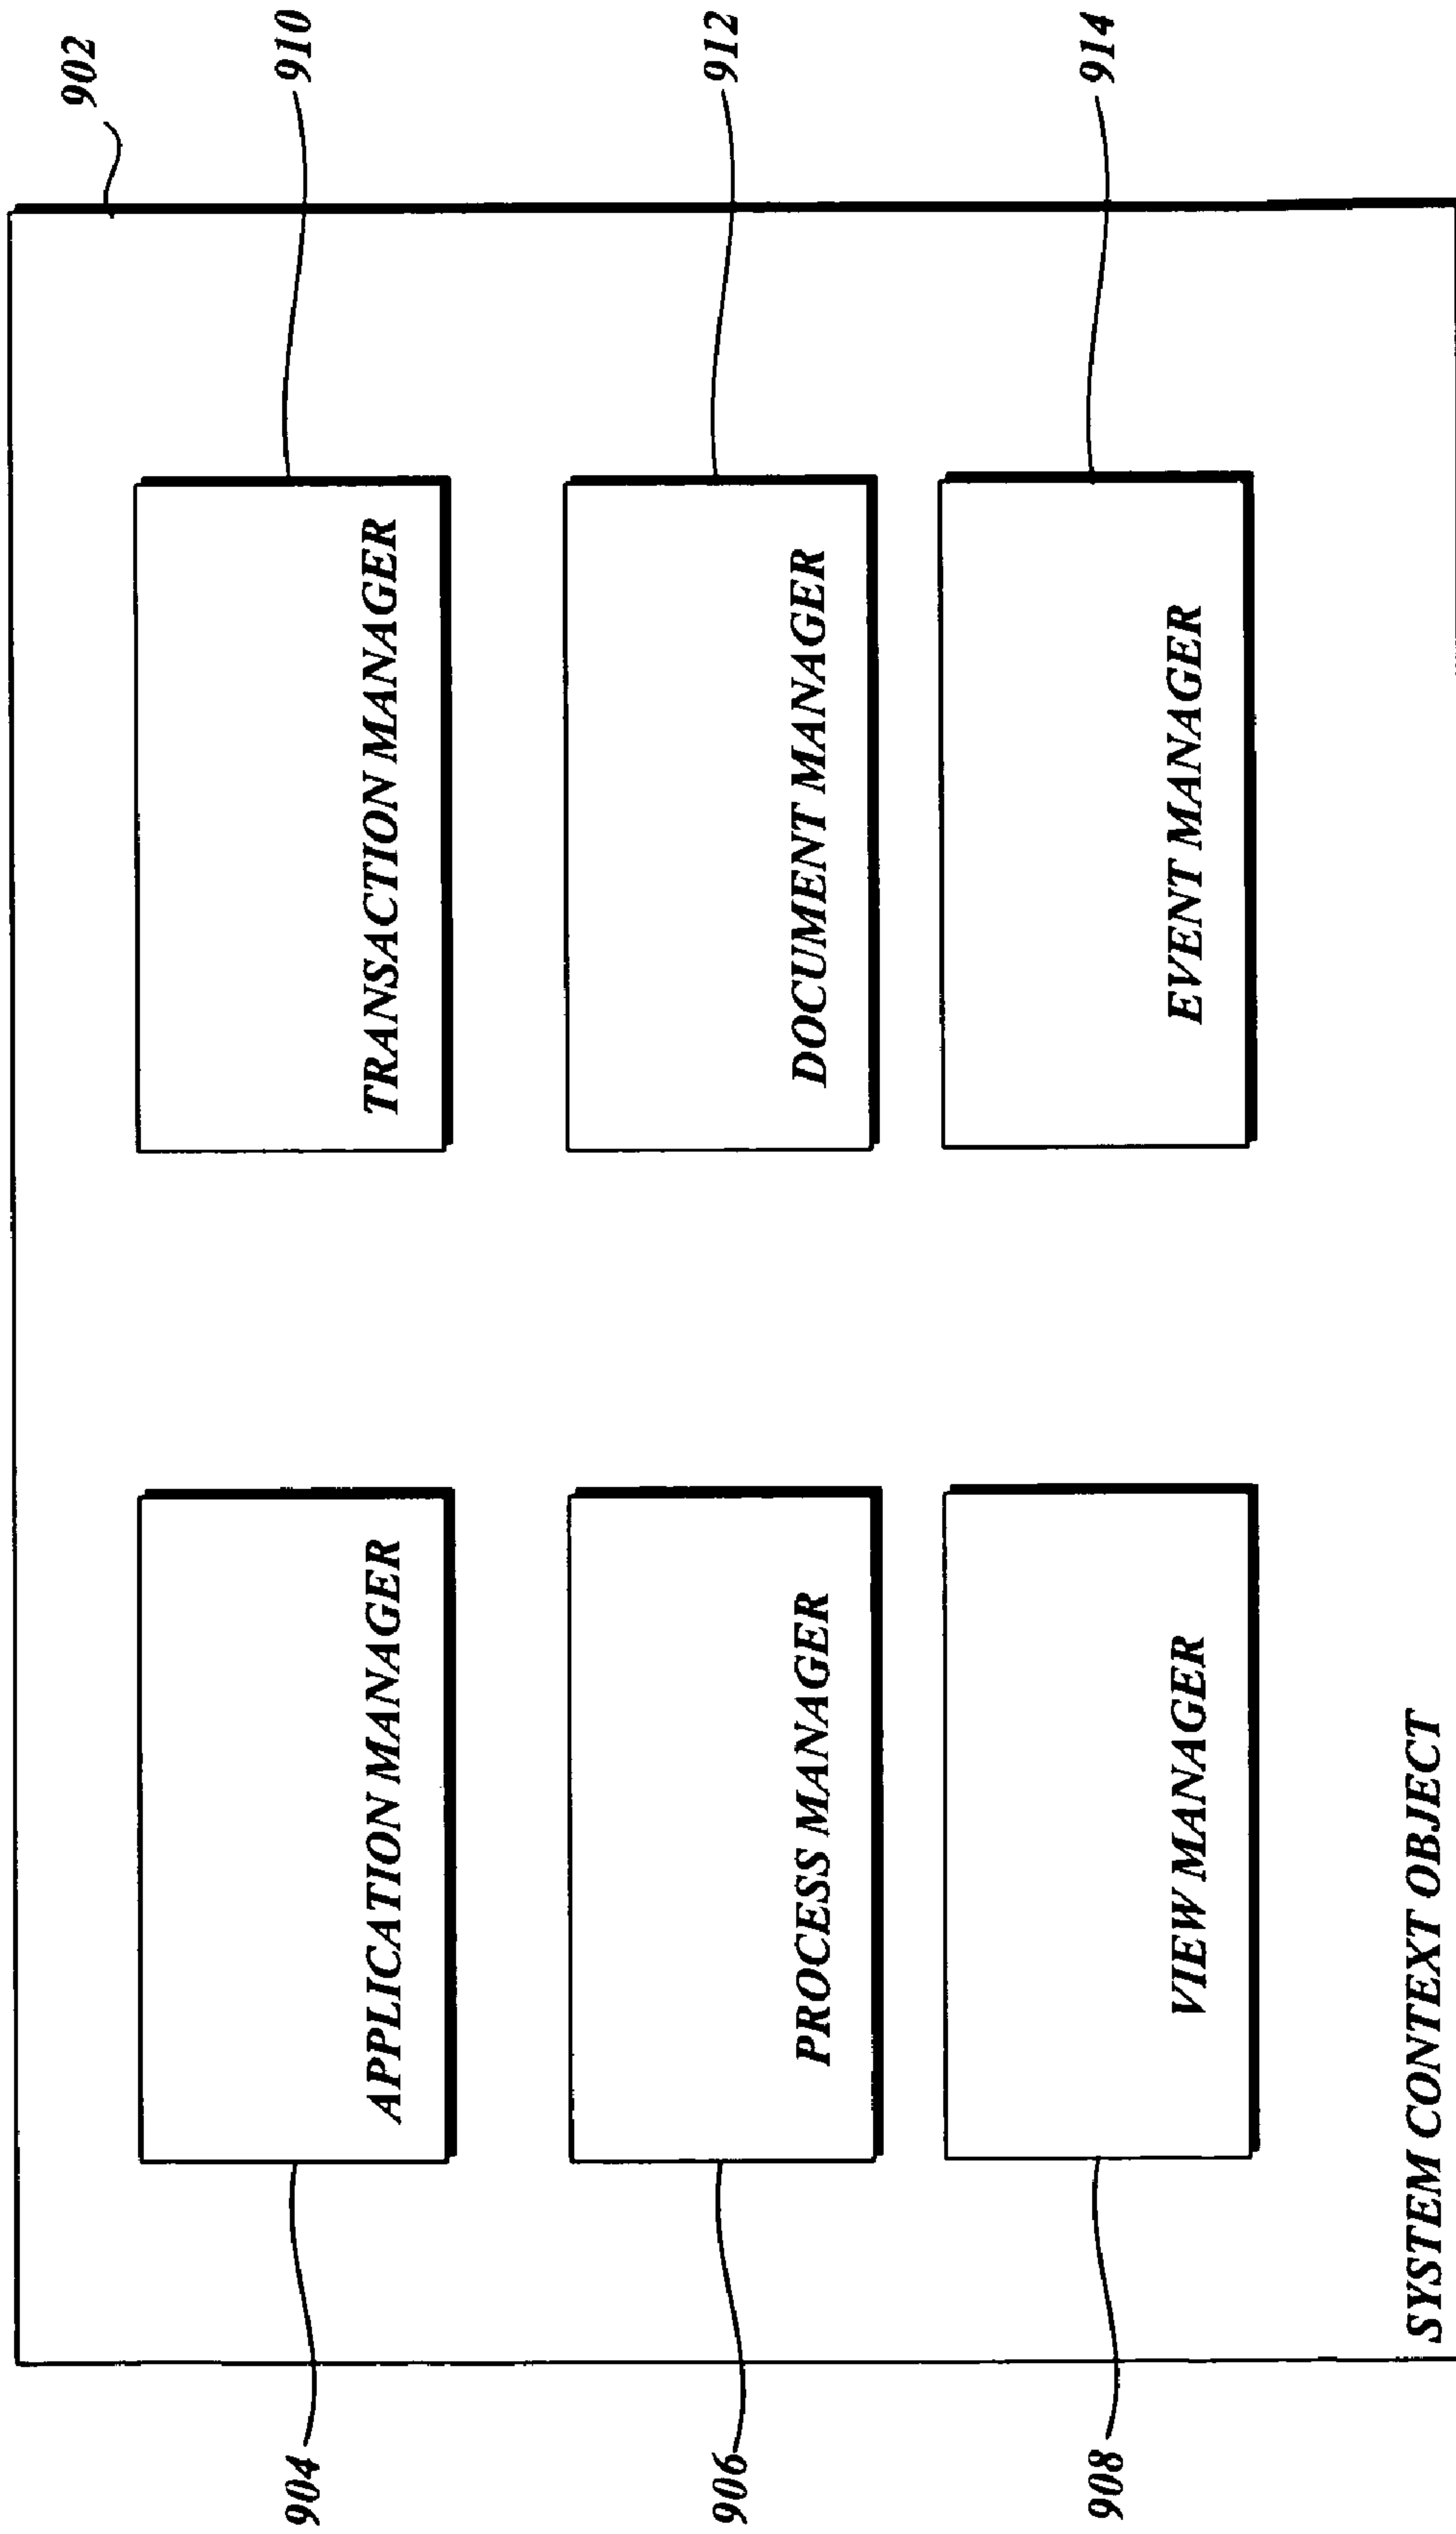 902
904
APPLICATION MANAGER
TRANSACTION MANAGER
910
906
PROCESS MANAGER
DOCUMENT MANAGER
912
908
VIEW MANAGER
EVENT MANAGER
914
SYSTEM CONTEXT OBJECT